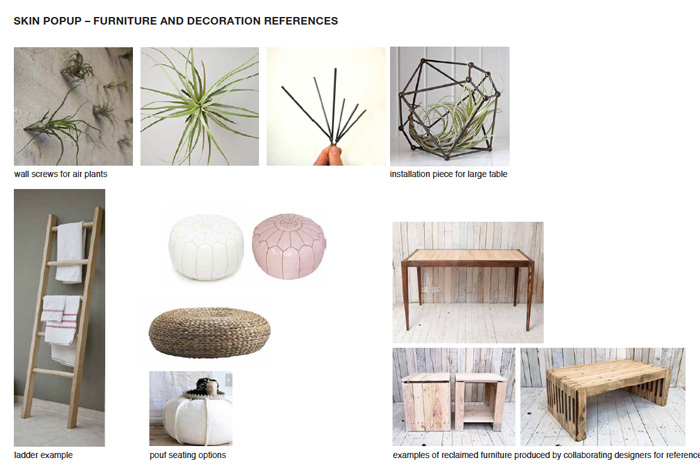 SKIN POPUP – FURNITURE AND DECORATION REFERENCES
wall screws for air plants
installation piece for large table
ladder example
pouf seating options
examples of reclaimed furniture produced by collaborating designers for reference